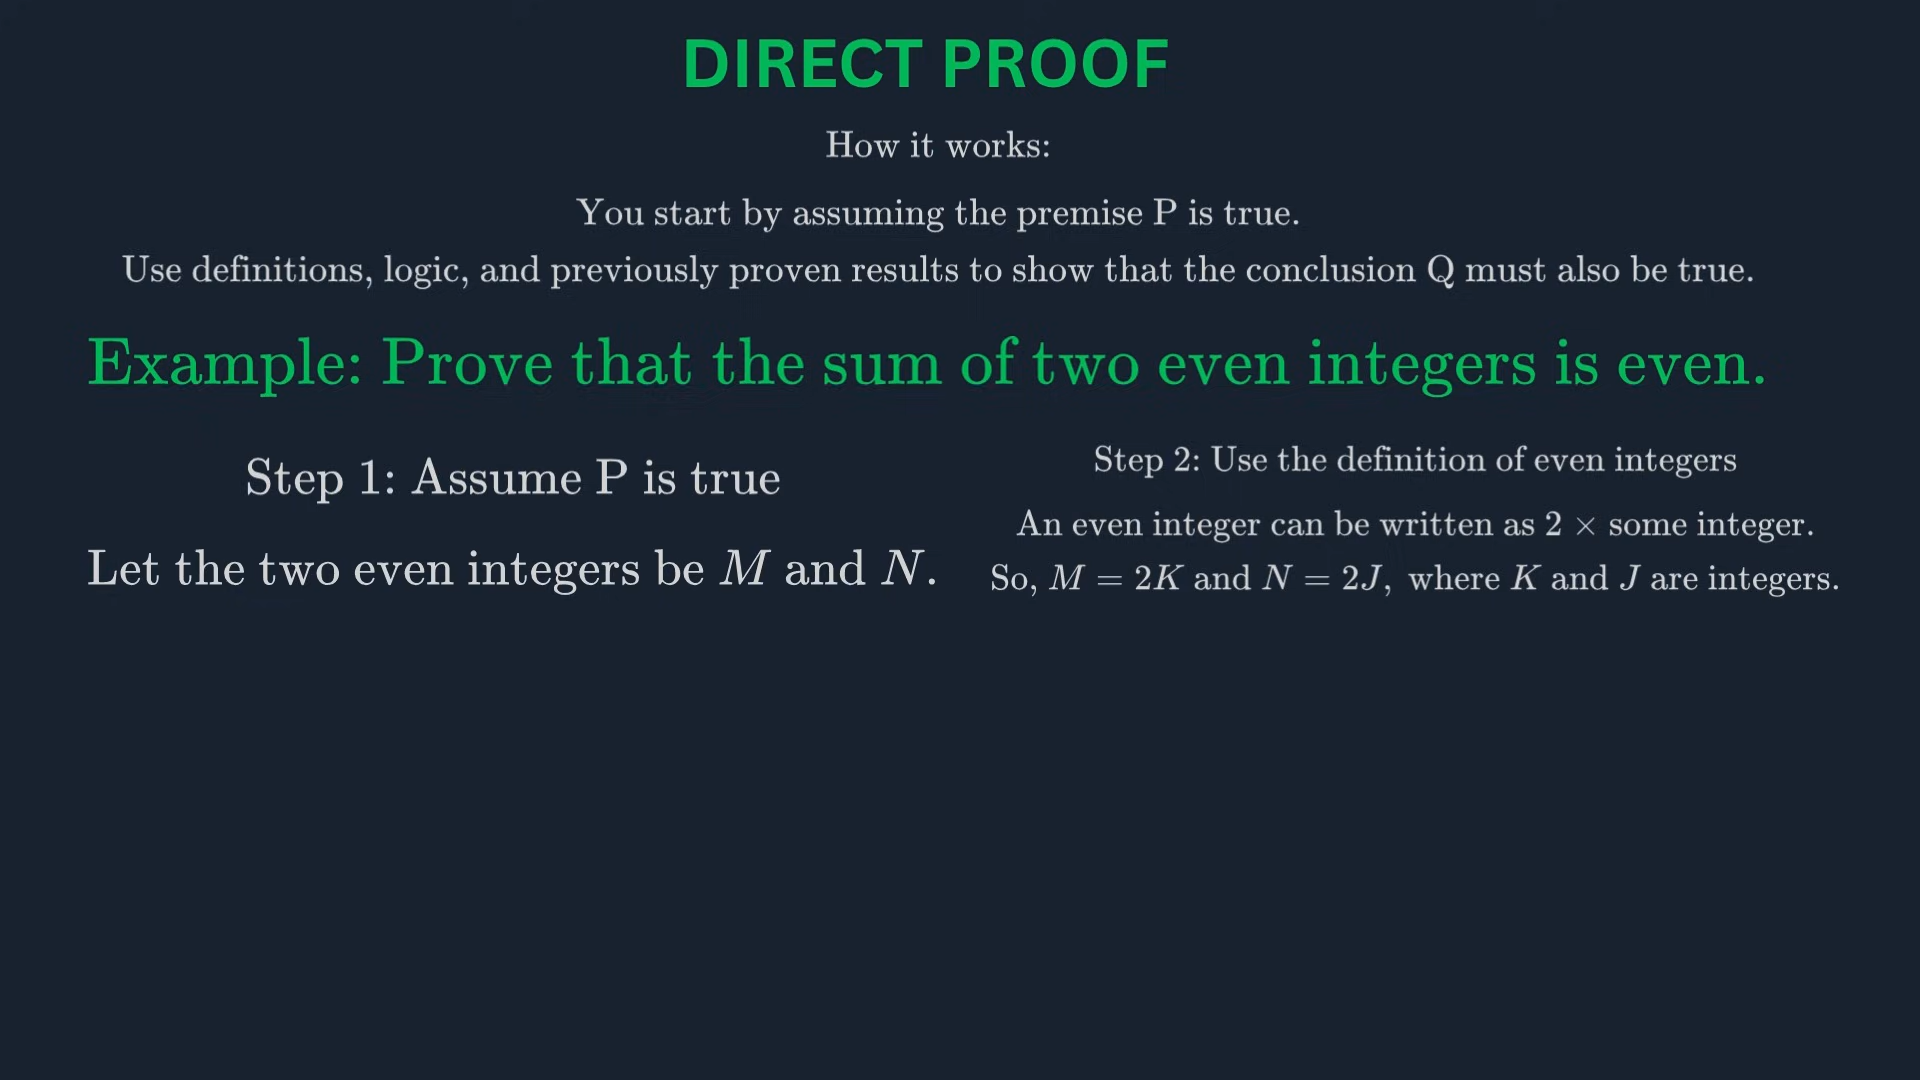 DIRECT PROOF
How it works:
You start by assuming the premise P is true.
Use definitions, logic, and previously proven results to show that the conclusion Q must also be true.
Example: Prove that the sum of two even integers is even.
Step 1: Assume P is true
Let the two even integers be M and N.
Step 2: Use the definition of even integers
An even integer can be written as 2 × some integer.
So, M = 2K and N = 2J, where K and J are integers.